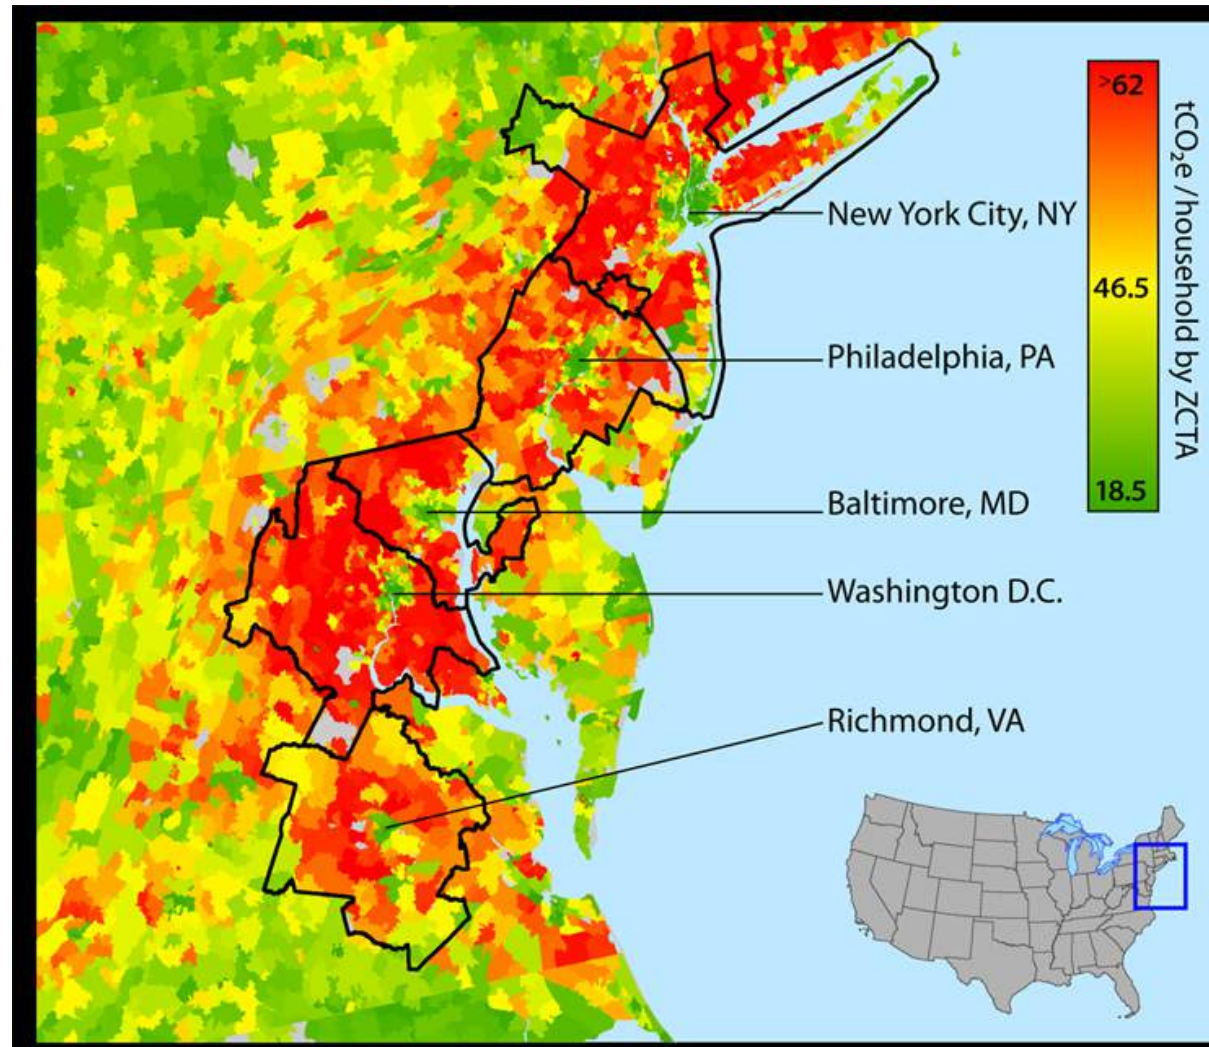 >62
tCO₂e /household by ZCTA
New York City, NY
46.5
Philadelphia, PA
18.5
Baltimore, MD
Washington D.C.
Richmond, VA